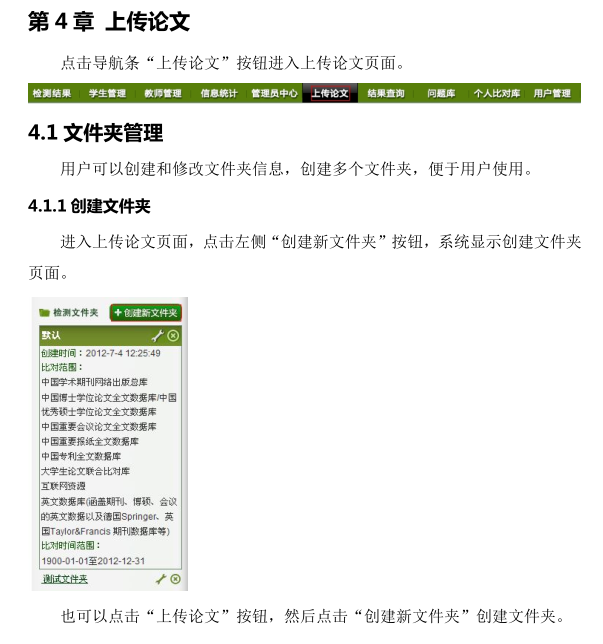 第 4 章 上传论文
点击导航条“上传论文”按钮进入上传论文页面。
检测结果 学生管理 教师管理 信息统计 管理员中心 上传论文 结果查询 问题库 个人比对库 用户管理
4.1 文件夹管理
用户可以创建和修改文件夹信息，创建多个文件夹，便于用户使用。
4.1.1 创建文件夹
进入上传论文页面，点击左侧“创建新文件夹”按钮，系统显示创建文件夹
页面。
检测文件夹 +创建新文件夹
默认
创建时间：2012-7-4 12:25:49
比对范围：
中国学术期刊网络出版总库
中国博士学位论文全文数据库/中国
优秀硕士学位论文全文数据库
中国重要会议论文全文数据库
中国重要报纸全文数据库
中国专利全文数据库
大学生论文联合比对库
互联网资源
英文数据库(涵盖期刊、博硕、会议
的英文数据以及德国Springer、英
国Taylor&Francis 期刊数据库等)
比对时间范围：
1900-01-01至2012-12-31
测试文件夹
也可以点击“上传论文”按钮，然后点击“创建新文件夹”创建文件夹。